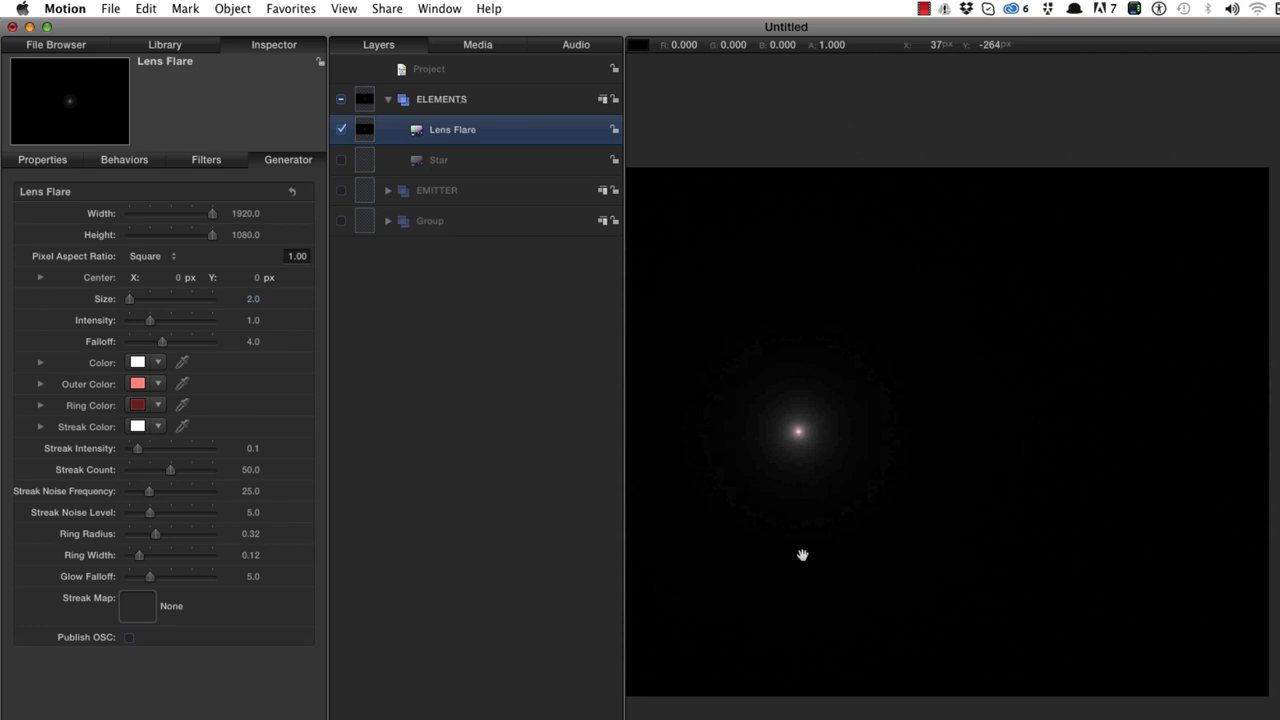 Motion File Edit Mark Object Favorites View Share Window Help 6 7
Untitled
File Browser Library Inspector Layers Media Audio R: 0.000 G: 0.000 B: 0.000 A: 1.000 X: 37px Y: -264px
Lens Flare
Project
ELEMENTS
Lens Flare
Properties Behaviors Filters Generator
Star
EMITTER
Group
Lens Flare
Width: 1920.0
Height: 1080.0
Pixel Aspect Ratio: Square 1.00
Center: X: 0 px Y: 0 px
Size: 2.0
Intensity: 1.0
Falloff: 4.0
Color:
Outer Color:
Ring Color:
Streak Color:
Streak Intensity: 0.1
Streak Count: 50.0
Streak Noise Frequency: 25.0
Streak Noise Level: 5.0
Ring Radius: 0.32
Ring Width: 0.12
Glow Falloff: 5.0
Streak Map: None
Publish OSC: